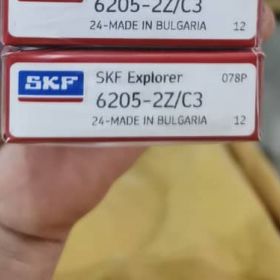 6205-2Z/C3
24-MADE IN BULGARIA 12
SKF
SKF Explorer 078P
6205-2Z/C3
24-MADE IN BULGARIA 12